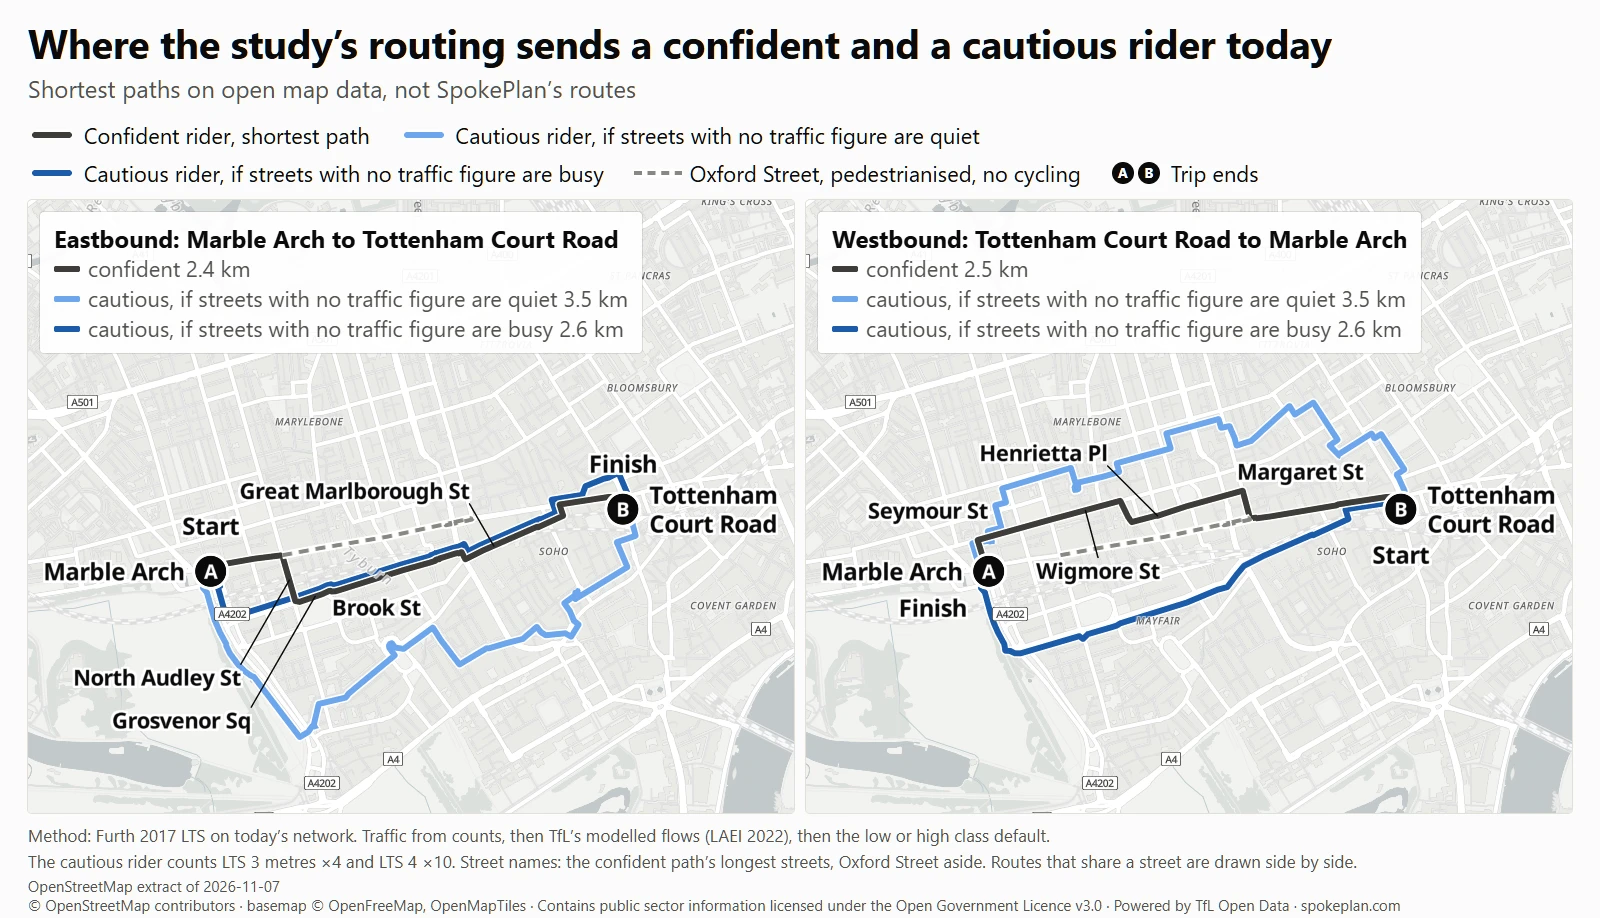 Where the study's routing sends a confident and a cautious rider today
Shortest paths on open map data, not SpokePlan's routes
Confident rider, shortest path
Cautious rider, if streets with no traffic figure are quiet
Cautious rider, if streets with no traffic figure are busy
Oxford Street, pedestrianised, no cycling
A B Trip ends
KING'S CROSS
Eastbound: Marble Arch to Tottenham Court Road
confident 2.4 km
cautious, if streets with no traffic figure are quiet 3.5 km
cautious, if streets with no traffic figure are busy 2.6 km
A501
MARYLEBONE
BLOOMSBURY
Finish
Great Marlborough St
Tottenham
Court Road
B
Start
Marble Arch
A
Tyburn
SOHO
A4202
Brook St
COVENT GARDEN
A4
North Audley St
Grosvenor Sq
A4
A4202
KING'S CROSS
Westbound: Tottenham Court Road to Marble Arch
confident 2.5 km
cautious, if streets with no traffic figure are quiet 3.5 km
cautious, if streets with no traffic figure are busy 2.6 km
ST PANCRAS
A501
MARYLEBONE
BLOOMSBURY
Henrietta Pl
Margaret St
Seymour St
Tottenham
Court Road
B
Start
SOHO
Marble Arch
A
Wigmore St
Finish
A4202
MAYFAIR
COVENT GARDEN
A4
A4
A4202
Method: Furth 2017 LTS on today's network. Traffic from counts, then TfL's modelled flows (LAEI 2022), then the low or high class default.
The cautious rider counts LTS 3 metres ×4 and LTS 4 ×10. Street names: the confident path's longest streets, Oxford Street aside. Routes that share a street are drawn side by side.
OpenStreetMap extract of 2026-11-07
© OpenStreetMap contributors · basemap © OpenFreeMap, OpenMapTiles · Contains public sector information licensed under the Open Government Licence v3.0 · Powered by TfL Open Data · spokeplan.com